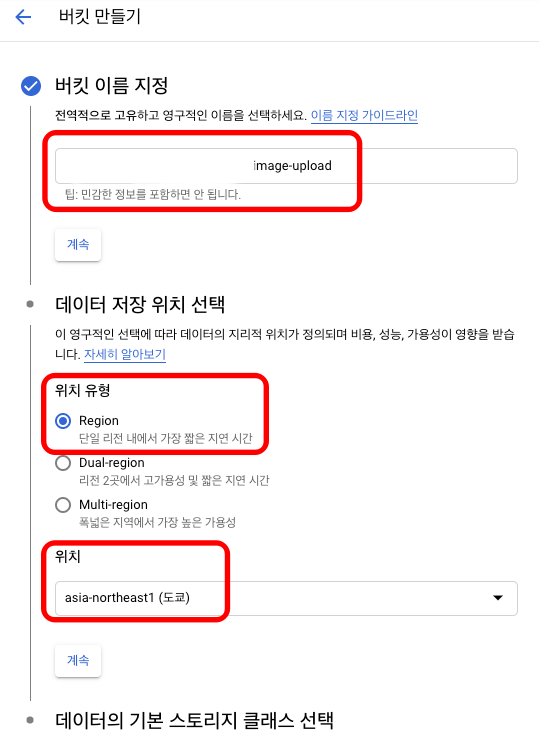 버킷 만들기
버킷 이름 지정
전역적으로 고유하고 영구적인 이름을 선택하세요. 이름 지정 가이드라인
image-upload
팁: 민감한 정보를 포함하면 안 됩니다.
계속
데이터 저장 위치 선택
이 영구적인 선택에 따라 데이터의 지리적 위치가 정의되며 비용, 성능, 가용성이 영향을 받습
니다. 자세히 알아보기
위치 유형
Region
단일 리전 내에서 가장 짧은 지연 시간
Dual-region
리전 2곳에서 고가용성 및 짧은 지연 시간
Multi-region
폭넓은 지역에서 가장 높은 가용성
위치
asia-northeast1 (도쿄)
계속
데이터의 기본 스토리지 클래스 선택